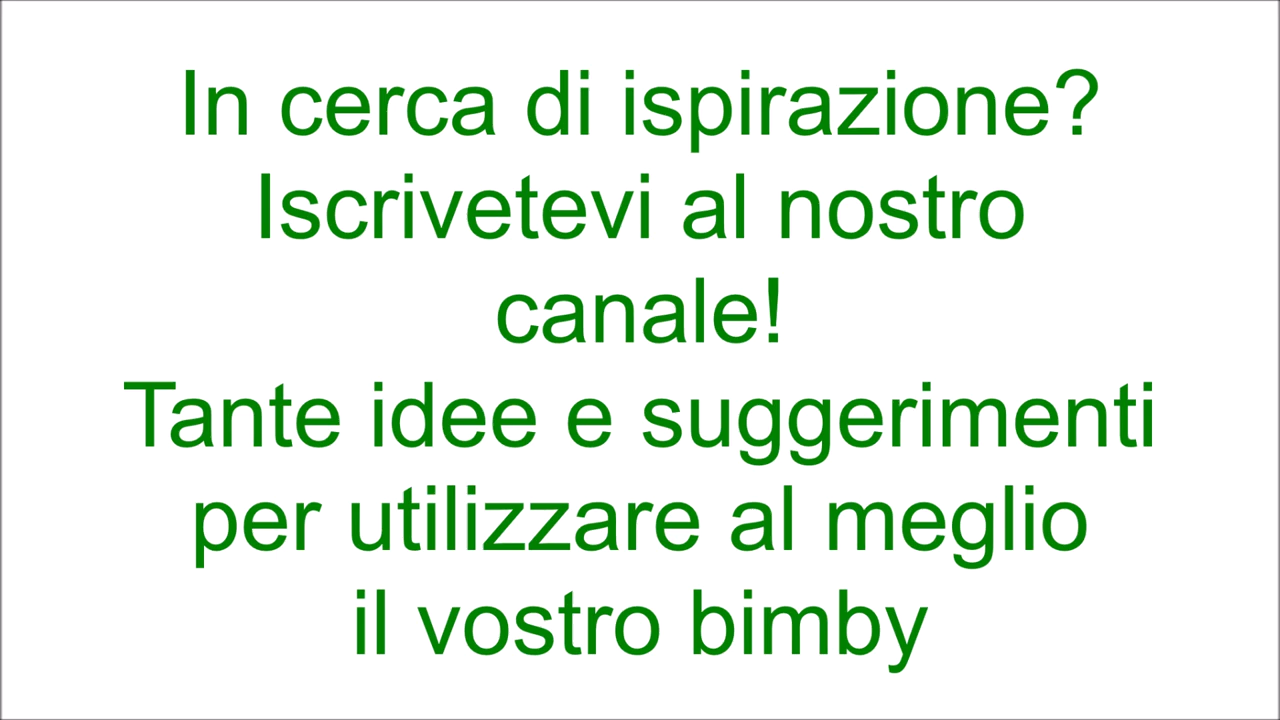 In cerca di ispirazione?
Iscrivetevi al nostro
canale!
Tante idee e suggerimenti
per utilizzare al meglio
il vostro bimby